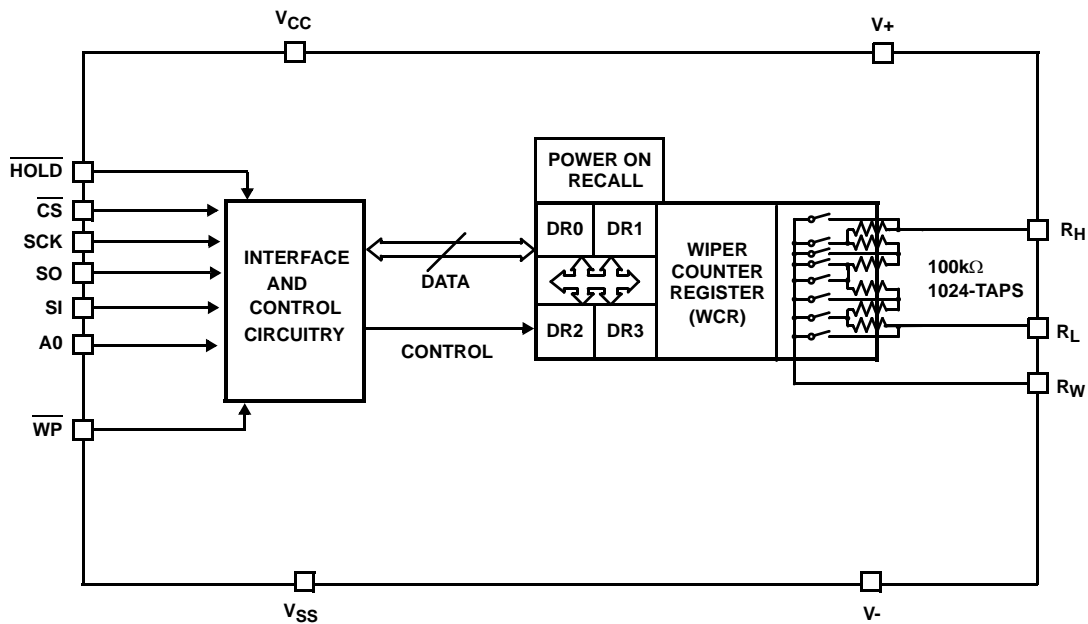 VCC
V+
HOLD
CS
SCK
SO
SI
A0
WP
INTERFACE
AND
CONTROL
CIRCUITRY
DATA
CONTROL
POWER ON
RECALL
DR0
DR1
DR2
DR3
WIPER
COUNTER
REGISTER
(WCR)
100kΩ
1024-TAPS
RH
RL
RW
VSS
V-